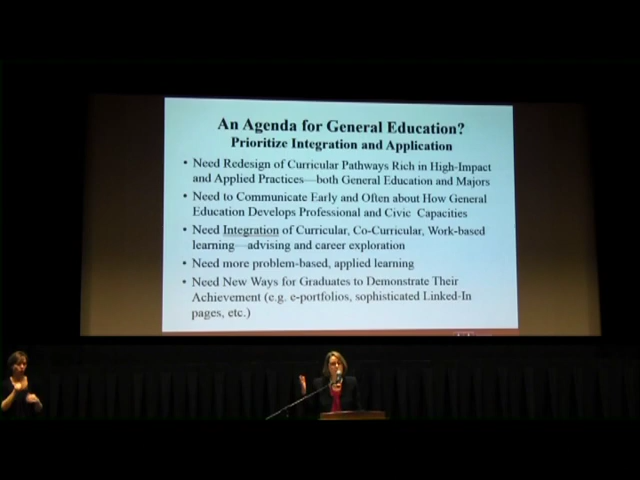 An Agenda for General Education?
Prioritize Integration and Application
• Need Redesign of Curricular Pathways Rich in High-Impact
and Applied Practices—both General Education and Majors
• Need to Communicate Early and Often about How General
Education Develops Professional and Civic Capacities
• Need Integration of Curricular, Co-Curricular, Work-based
learning—advising and career exploration
• Need more problem-based, applied learning
• Need New Ways for Graduates to Demonstrate Their
Achievement (e.g. e-portfolios, sophisticated Linked-In
pages, etc.)